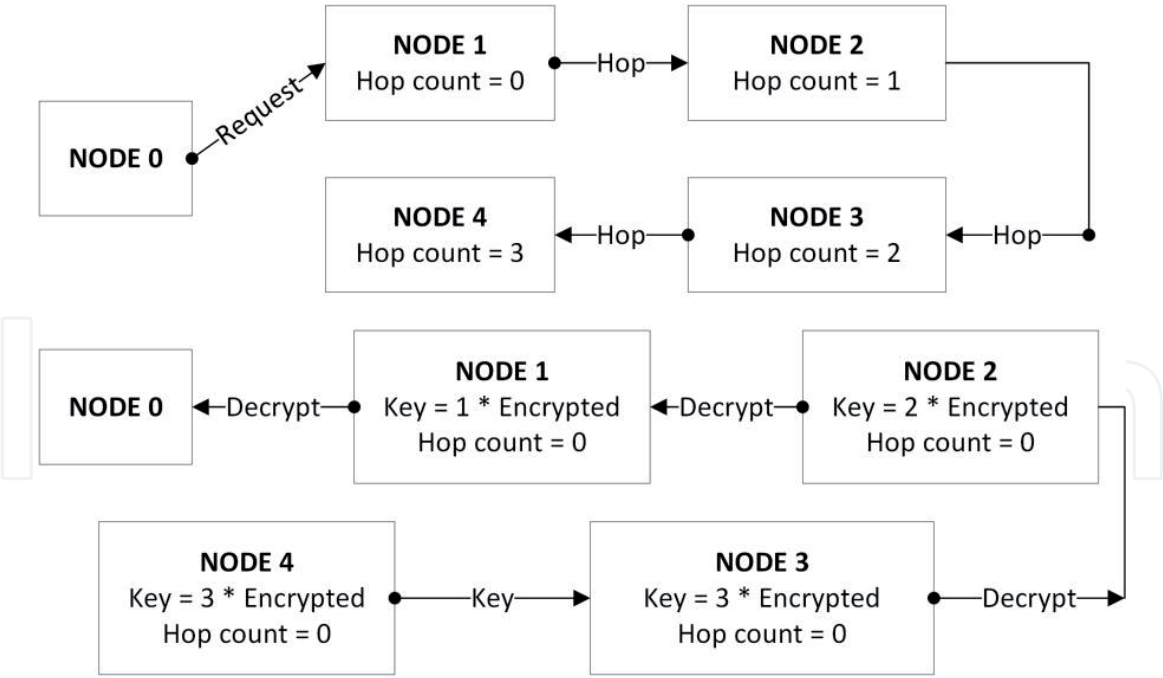 NODE 0
Request
NODE 1
Hop count = 0
Hop
NODE 2
Hop count = 1
Hop
NODE 3
Hop count = 2
Hop
NODE 4
Hop count = 3
NODE 0
Decrypt
NODE 1
Key = 1 * Encrypted
Hop count = 0
Decrypt
NODE 2
Key = 2 * Encrypted
Hop count = 0
NODE 4
Key = 3 * Encrypted
Hop count = 0
Key
NODE 3
Key = 3 * Encrypted
Hop count = 0
Decrypt